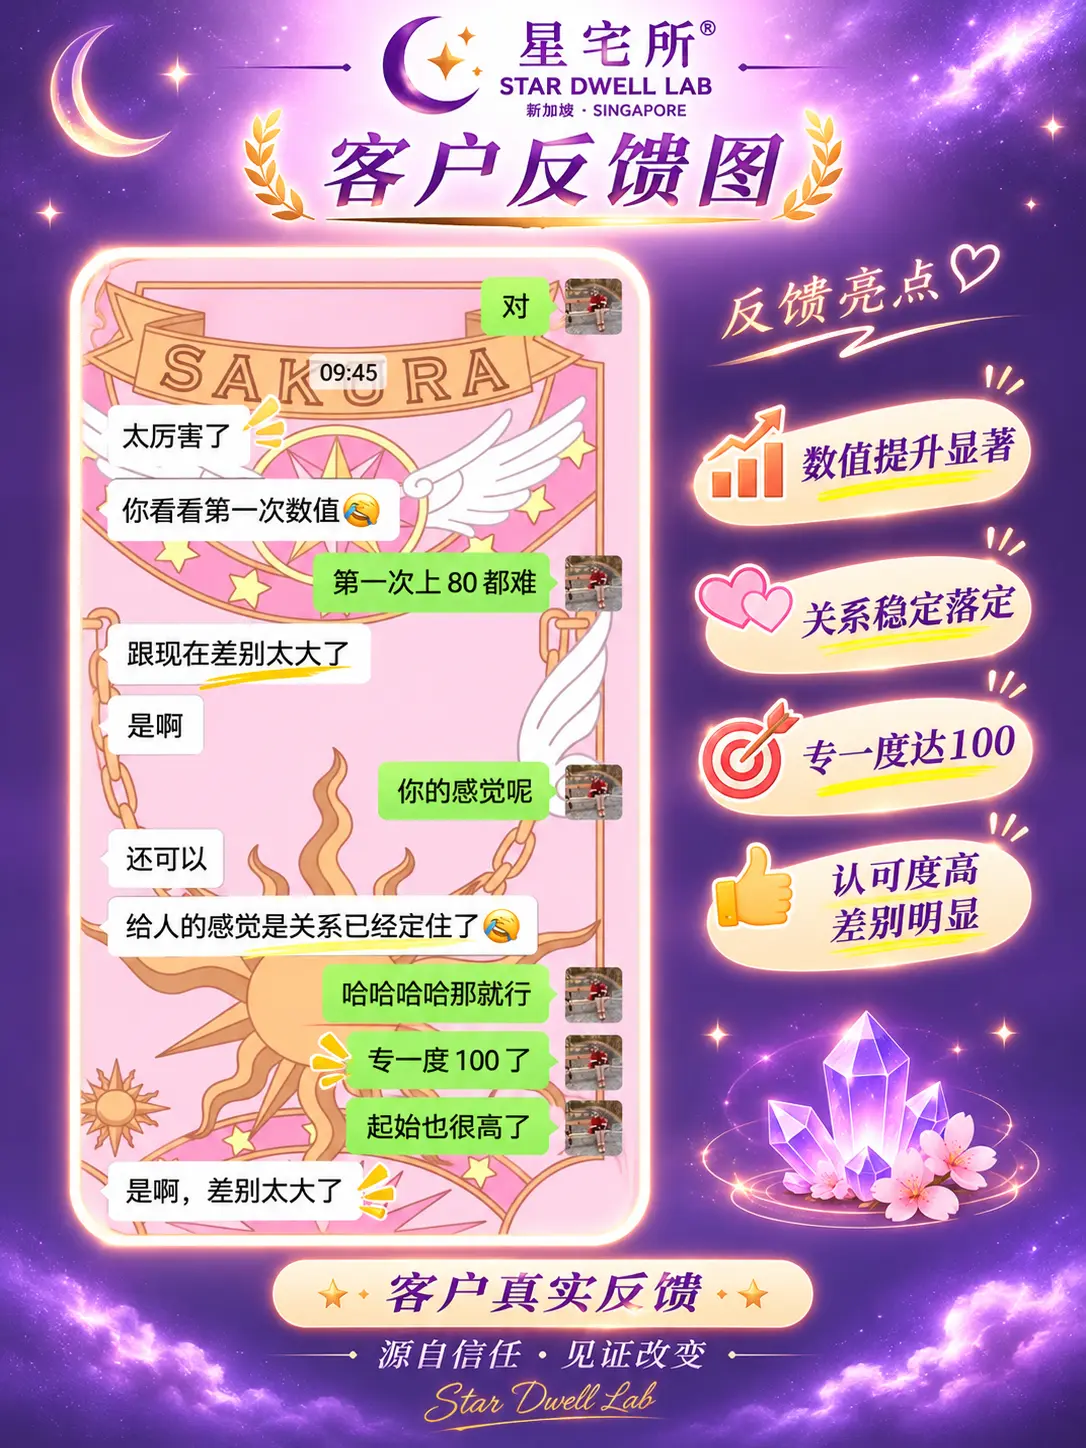 星宅所®
STAR DWELL LAB
新加坡 · SINGAPORE
客户反馈图
对
SAKURA
09:45
太厉害了
你看看第一次数值😂
第一次上 80 都难
跟现在差别太大了
是啊
你的感觉呢
还可以
给人的感觉是关系已经定住了😂
哈哈哈哈那就行
专一度 100 了
起始也很高了
是啊，差别太大了
反馈亮点
数值提升显著
关系稳定落定
专一度达100
认可度高
差别明显
客户真实反馈
源自信任 · 见证改变
Star Dwell Lab